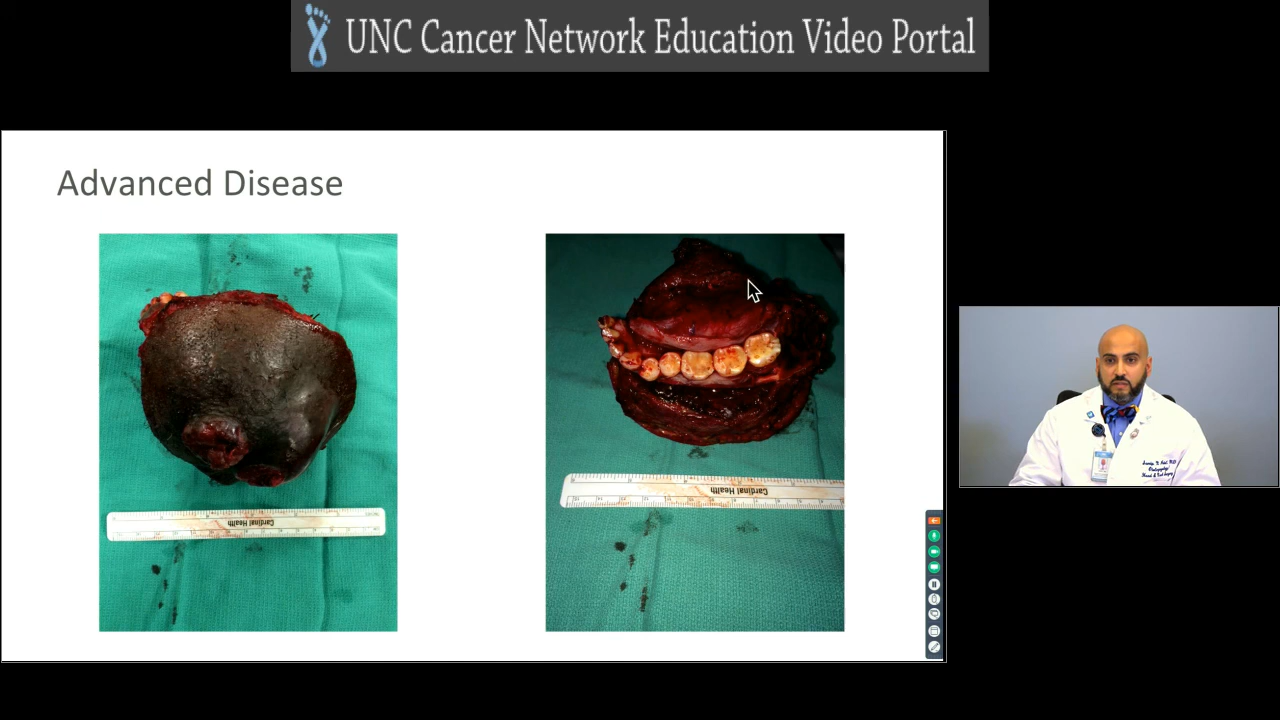 UNC Cancer Network Education Video Portal
Advanced Disease
Cardinal Health
Cardinal Health